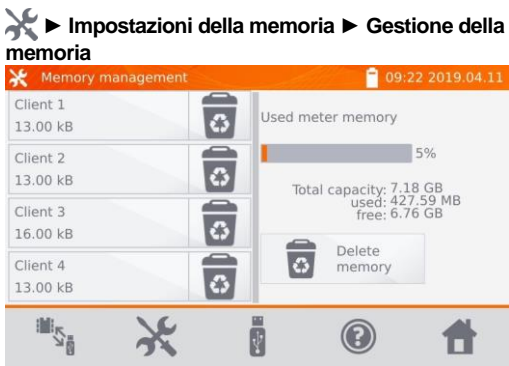 ► Impostazioni della memoria ► Gestione della
memoria
Memory management
09:22 2019.04.11
Client 1
13.00 kB
Client 2
13.00 kB
Client 3
16.00 kB
Client 4
13.00 kB
Used meter memory
5%
Total capacity: 7.18 GB
used: 427.59 MB
free: 6.76 GB
Delete
memory
?